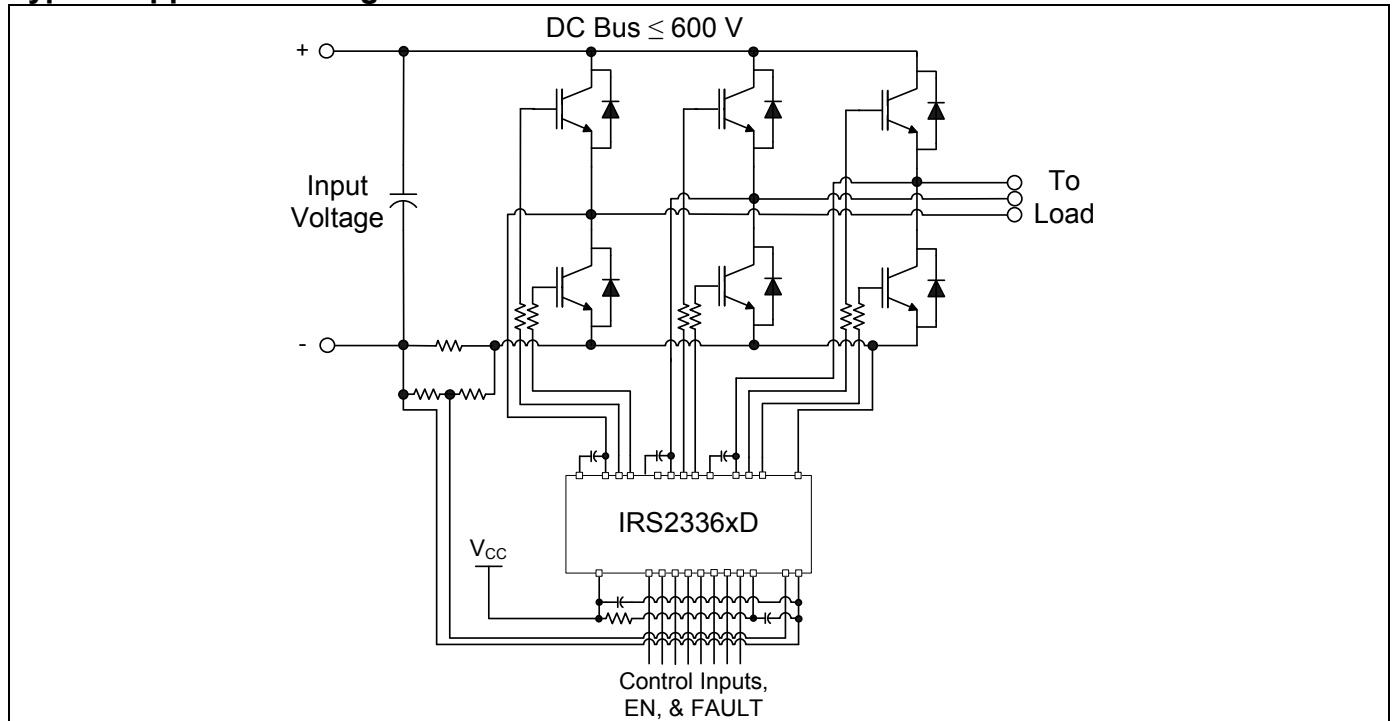 DC Bus ≤ 600 V
+
Input
Voltage
-
To
Load
IRS2336xD
VCC
Control Inputs,
EN, & FAULT